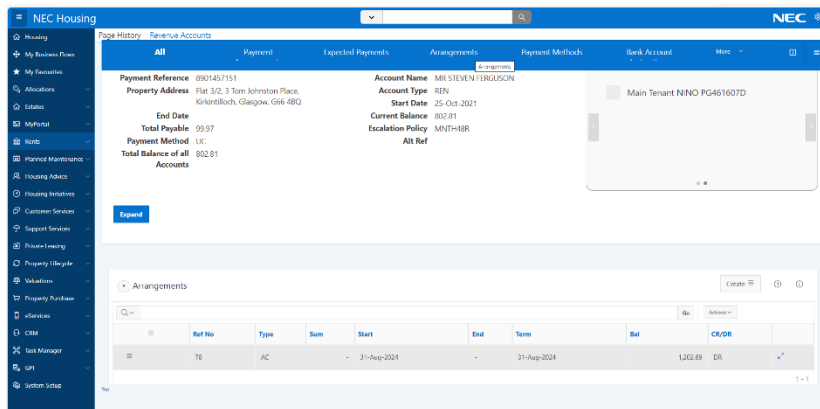 NEC Housing
NEC
Housing
My Business Flows
My Favourites
Allocations
Estates
MyPortal
Rents
Planned Maintenance
Housing Advice
Housing Initiatives
Customer Services
Support Services
Private Leasing
Property Lifecycle
Valuations
Property Purchase
eServices
CRM
Task Manager
GPI
System Setup
Page History Revenue Accounts
All Payment Expected Payments Arrangements Payment Methods Bank Account More
Arrangements
Payment Reference 8901457151
Property Address Flat 3/2, 3 Tom Johnston Place,
Kirkintilloch, Glasgow, G66 4BQ
End Date
Total Payable 99.97
Payment Method UC
Total Balance of all 802.81
Accounts
Account Name MR STEVEN FERGUSON
Account Type REN
Start Date 25-Oct-2021
Current Balance 802.81
Escalation Policy MNTH48R
Alt Ref
Main Tenant NINO PG461607D
Expand
Arrangements
Create
Go Actions
Ref No Type Sum Start End Term Bal CR/DR
78 AC - 31-Aug-2024 - 31-Aug-2024 1,202.69 DR
1 - 1
Top